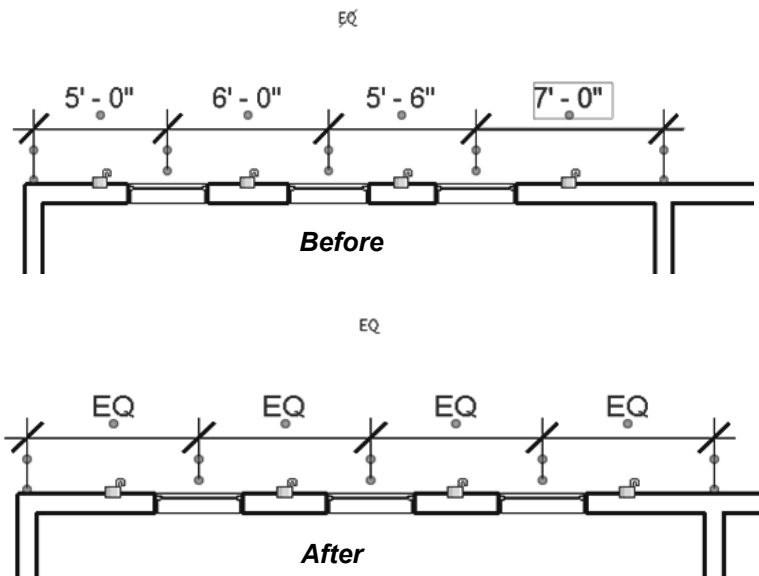 EQ
5' - 0" 6' - 0" 5' - 6" 7' - 0"
Before
EQ
EQ EQ EQ EQ
After